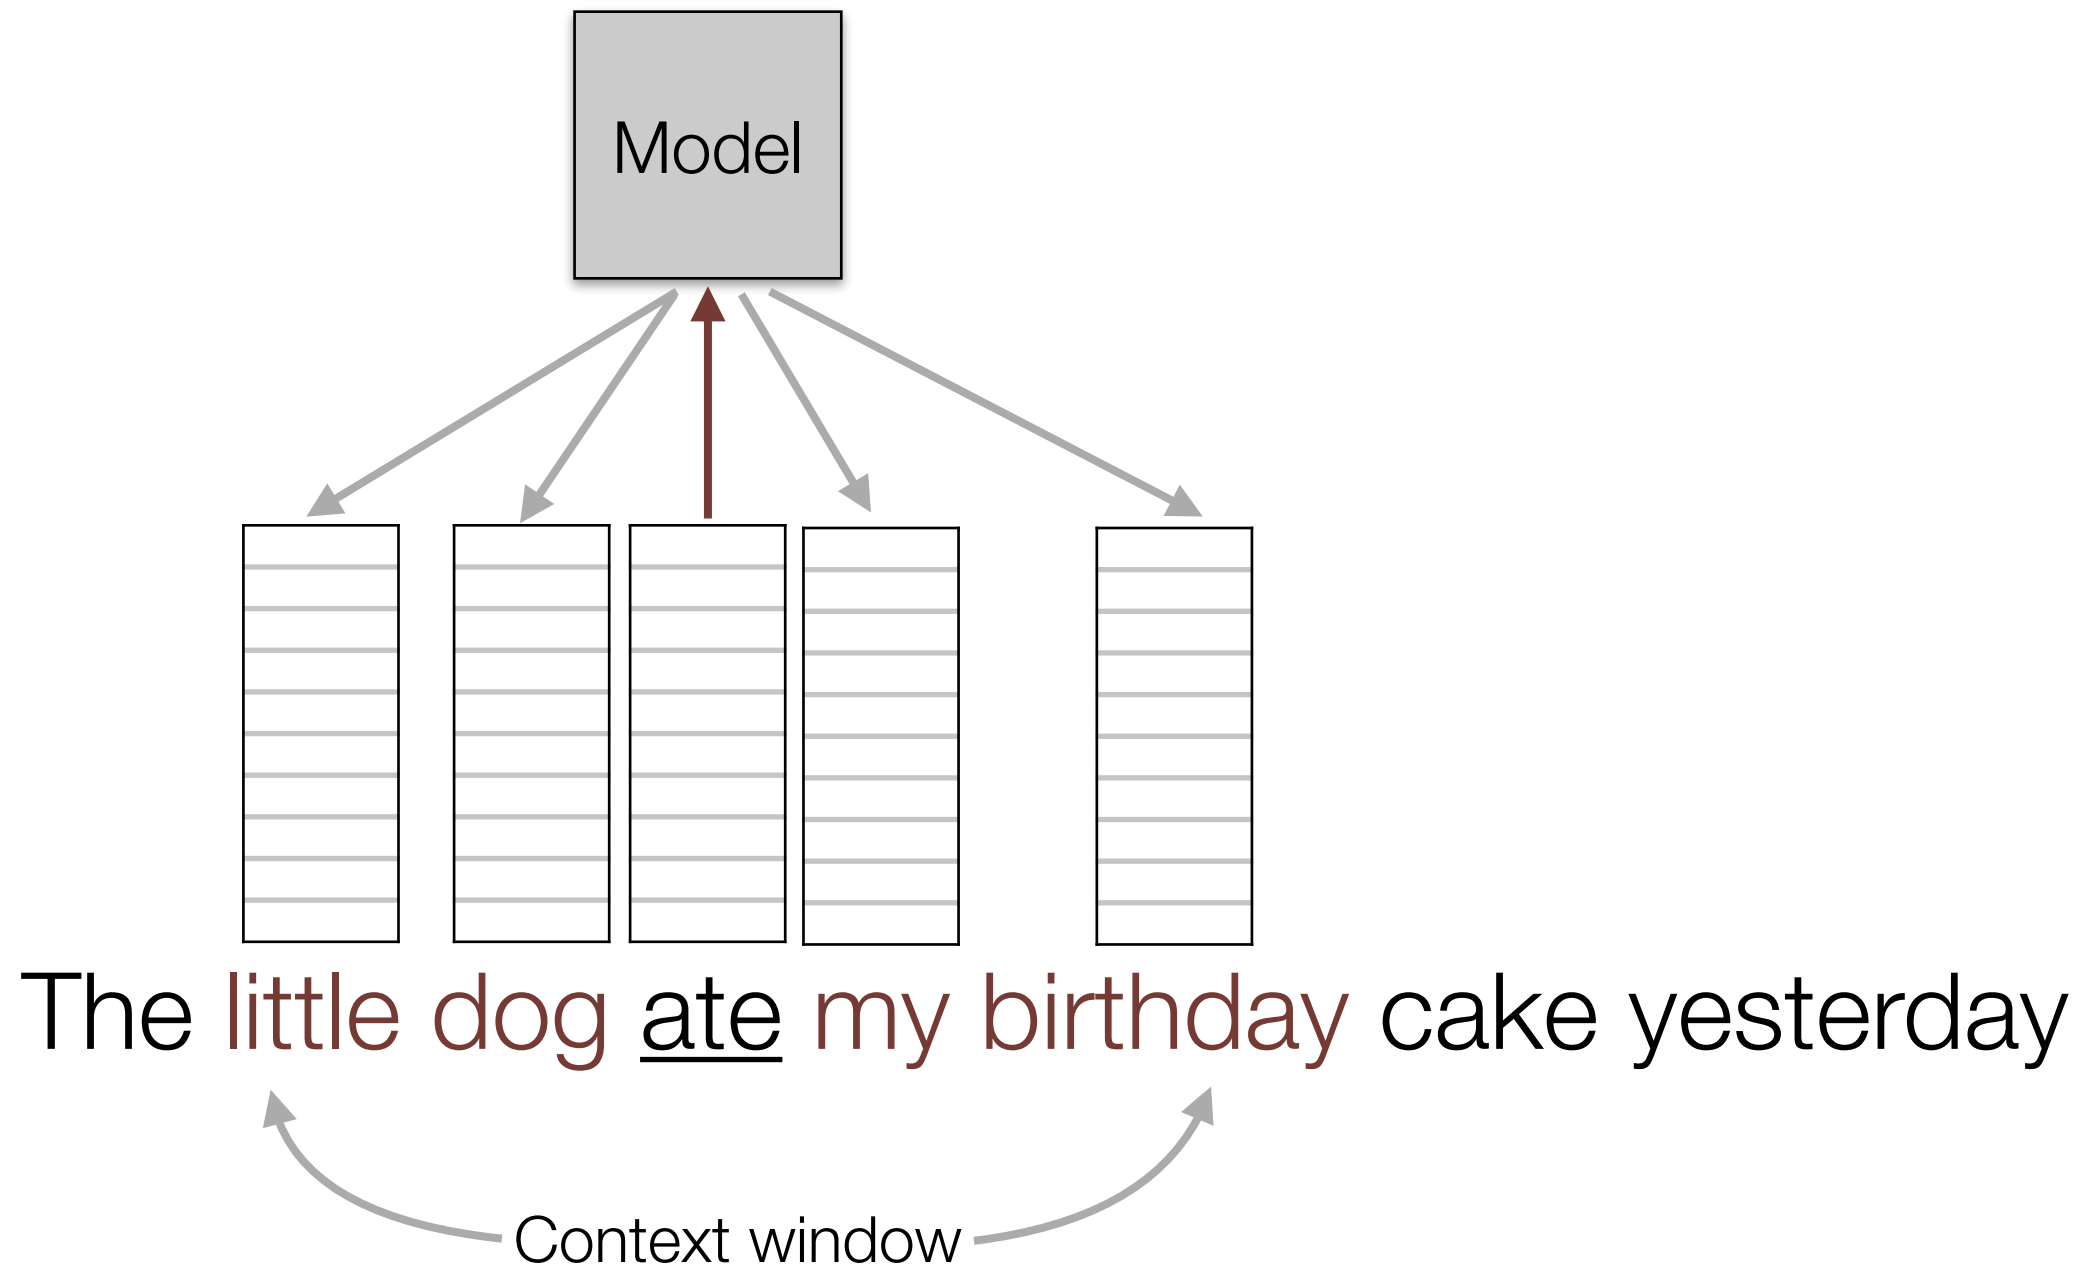 Model
The little dog ate my birthday cake yesterday
Context window